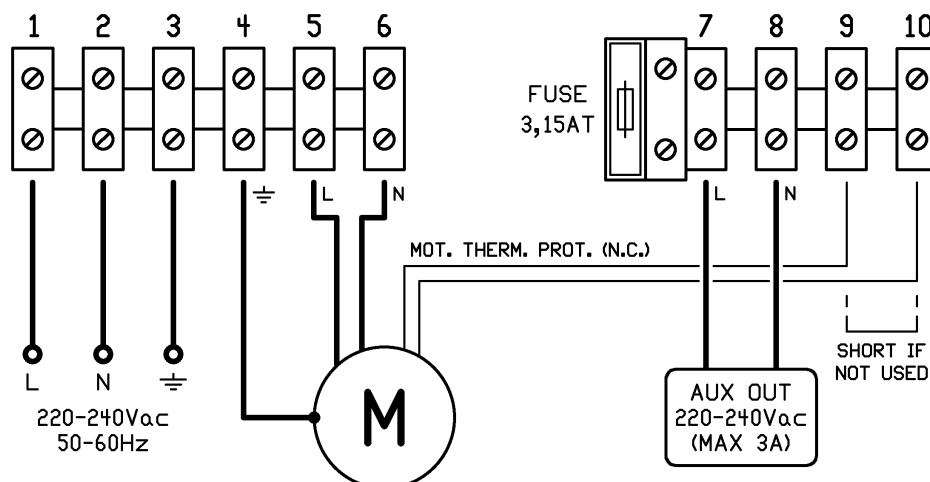 1 2 3 4 5 6 7 8 9 10
FUSE
3,15AT
L N L N
MOT. THERM. PROT. (N.C.)
L N
220-240Vac
50-60Hz
M
AUX OUT
220-240Vac
(MAX 3A)
SHORT IF
NOT USED